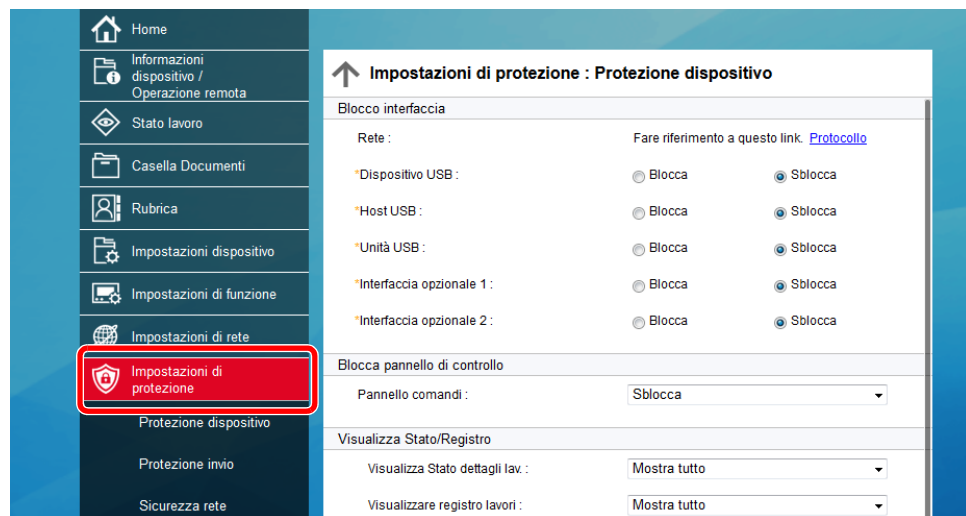 Home
Informazioni
dispositivo /
Operazione remota
Stato lavoro
Casella Documenti
Rubrica
Impostazioni dispositivo
Impostazioni di funzione
Impostazioni di rete
Impostazioni di
protezione
Protezione dispositivo
Protezione invio
Sicurezza rete
Impostazioni di protezione : Protezione dispositivo
Blocco interfaccia
Rete : Fare riferimento a questo link. Protocollo
*Dispositivo USB : Blocca Sblocca
*Host USB : Blocca Sblocca
*Unità USB : Blocca Sblocca
*Interfaccia opzionale 1 : Blocca Sblocca
*Interfaccia opzionale 2 : Blocca Sblocca
Blocca pannello di controllo
Pannello comandi : Sblocca
Visualizza Stato/Registro
Visualizza Stato dettagli lav. : Mostra tutto
Visualizzare registro lavori : Mostra tutto